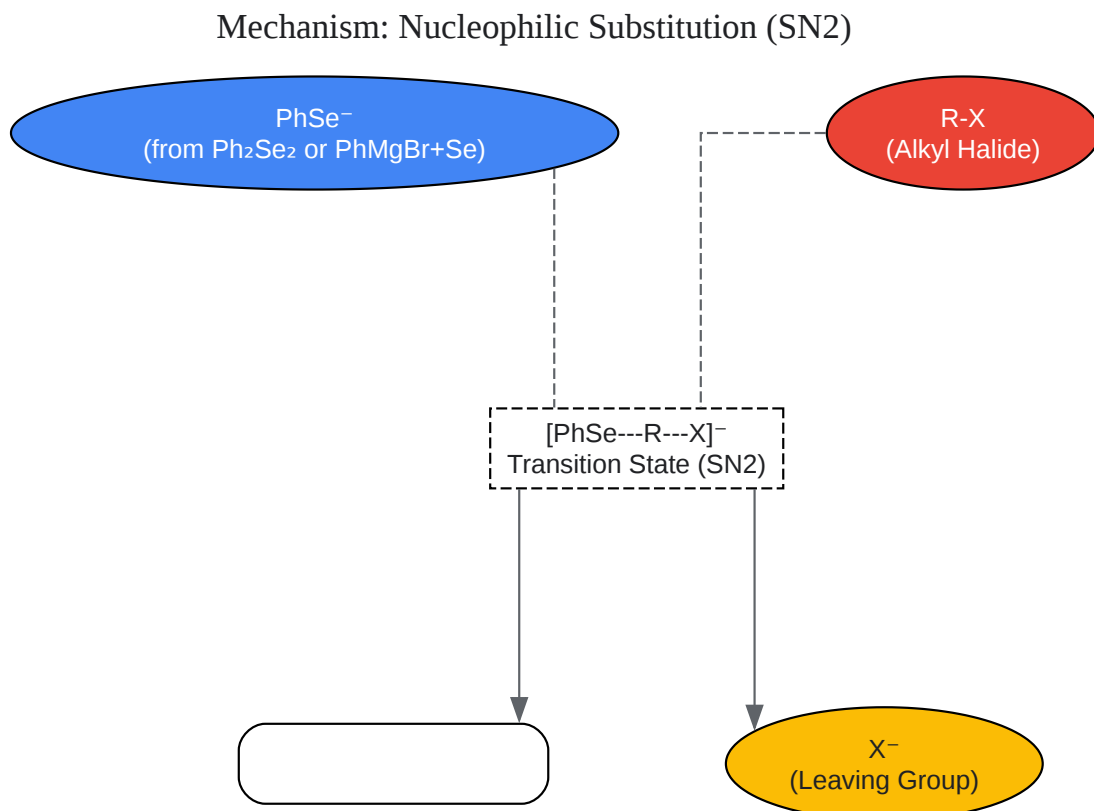 Mechanism: Nucleophilic Substitution (SN2)
PhSe⁻
(from Ph₂Se₂ or PhMgBr+Se)
R-X
(Alkyl Halide)
[PhSe---R---X]⁻
Transition State (SN2)
X⁻
(Leaving Group)